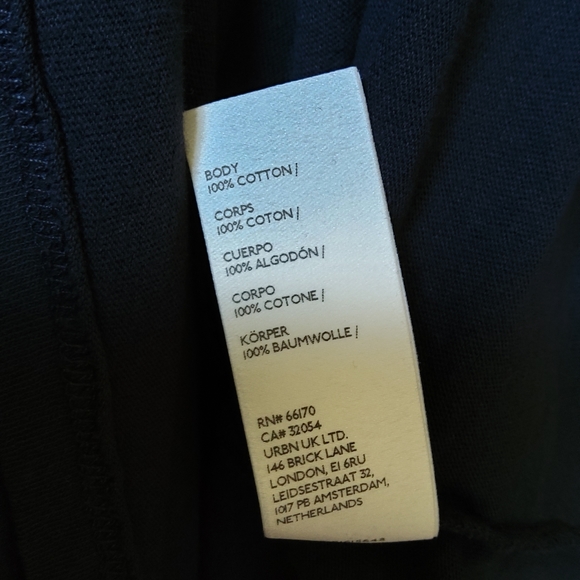 BODY
100% COTTON /
CORPS
100% COTON /
CUERPO
100% ALGODÓN /
CORPO
100% COTONE /
KÖRPER
100% BAUMWOLLE /
RN# 66170
CA# 32054
URBN UK LTD.
146 BRICK LANE
LONDON, E1 6RU
LEIDSESTRAAT 32,
1017 PB AMSTERDAM,
NETHERLANDS